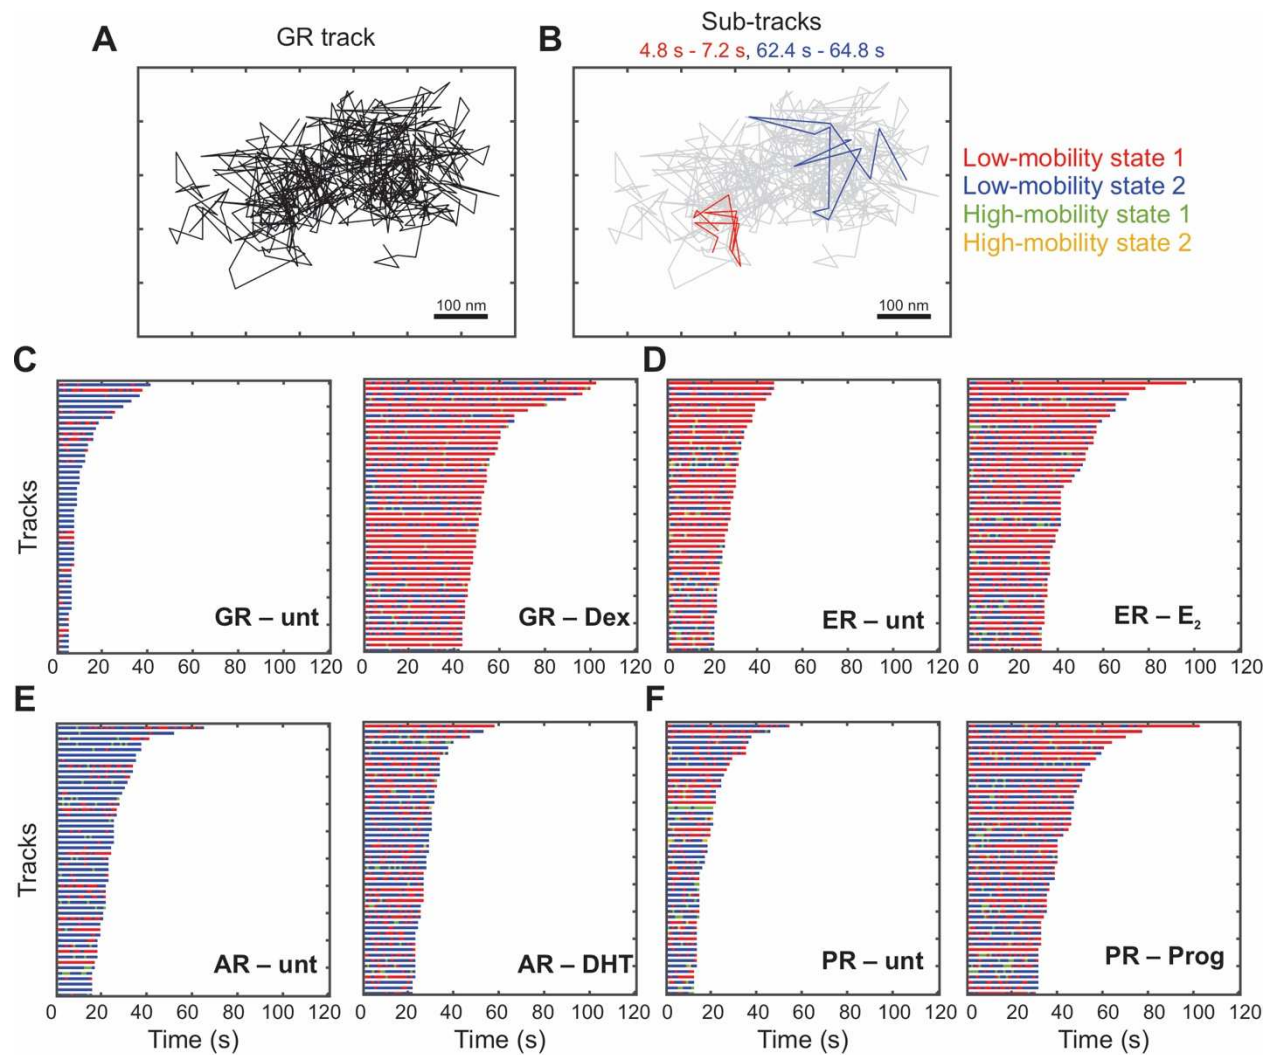 A
GR track
100 nm
B
Sub-tracks
4.8 s - 7.2 s, 62.4 s - 64.8 s
100 nm
Low-mobility state 1
Low-mobility state 2
High-mobility state 1
High-mobility state 2
C
Tracks
GR – unt
0 20 40 60 80 100 120
GR – Dex
0 20 40 60 80 100 120
D
ER – unt
0 20 40 60 80 100 120
ER – E₂
0 20 40 60 80 100 120
E
Tracks
AR – unt
0 20 40 60 80 100 120
Time (s)
AR – DHT
0 20 40 60 80 100 120
Time (s)
F
PR – unt
0 20 40 60 80 100 120
Time (s)
PR – Prog
0 20 40 60 80 100 120
Time (s)